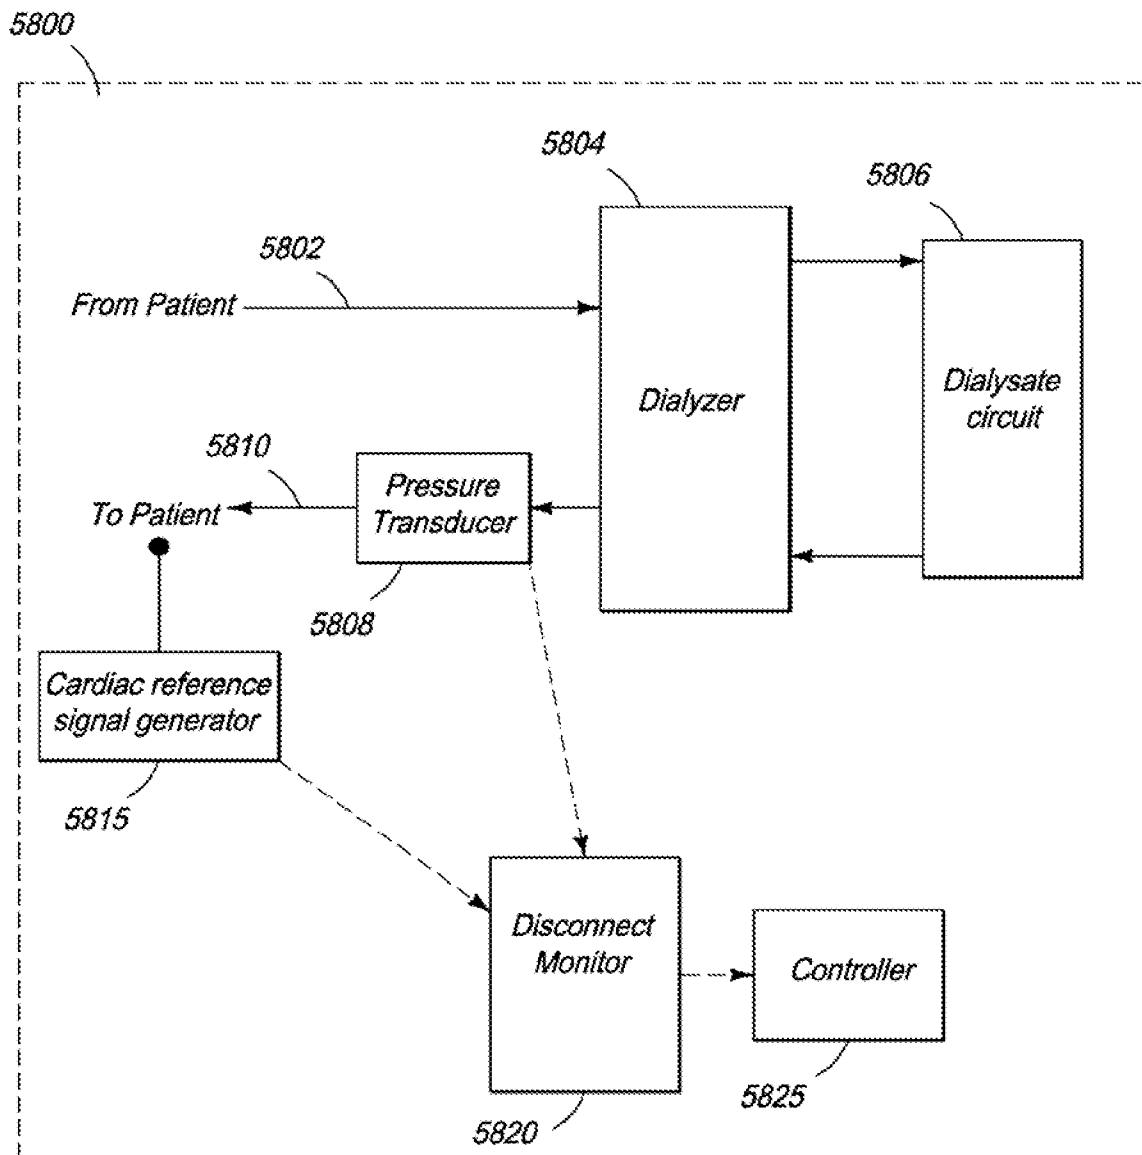 5800
5804
5806
5802
From Patient
Dialyzer
Dialysate
circuit
5810
To Patient
Pressure
Transducer
5808
Cardiac reference
signal generator
5815
Disconnect
Monitor
Controller
5825
5820